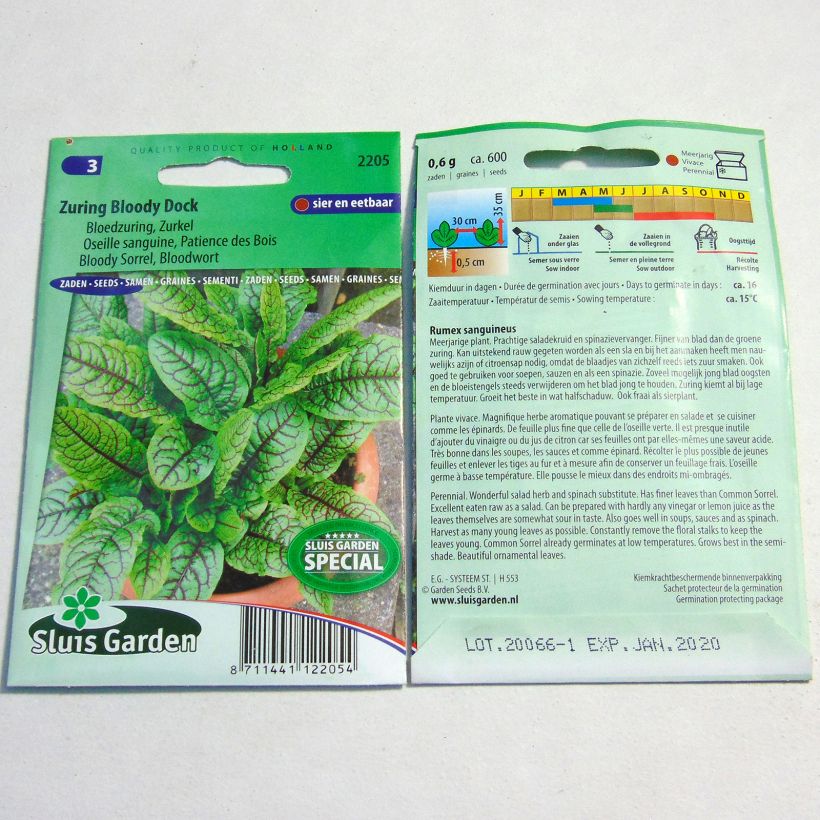 QUALITY PRODUCT OF HOLLAND
3
2205
Zuring Bloody Dock
sier en eetbaar
Bloedzuring, Zurkel
Oseille sanguine, Patience des Bois
Bloody Sorrel, Bloodwort
ZADEN • SEEDS • SAMEN • GRAINES • SEMENTI • ZADEN • SEEDS • SAMEN • GRAINES • SEM
★★★★★
SLUIS GARDEN
SPECIAL
Sluis Garden
8 711441 122054
0,6 g ca. 600
zaden | graines | seeds
Meerjarig
Vivace
Perennial
J F M A M J J A S O N D
30 cm
35 cm
0,5 cm
Zaaien
onder glas
Semer sous verre
Sow indoor
Zaaien in
de vollegrond
Semer en pleine terre
Sow outdoor
Oogsttijd
Récolte
Harvesting
Kiemduur in dagen • Durée de germination avec jours • Days to germinate in days : ca. 16
Zaaitemperatuur • Températur de semis • Sowing temperature : ca. 15°C
Rumex sanguineus
Meerjarige plant. Prachtige saladekruid en spinazievervanger. Fijner van blad dan de groene
zuring. Kan uitstekend rauw gegeten worden als een sla en bij het aanmaken heeft men nau-
welijks azijn of citroensap nodig, omdat de blaadjes van zichzelf reeds iets zuur smaken. Ook
goed te gebruiken voor soepen, sauzen en als een spinazie. Zoveel mogelijk jong blad oogsten
en de bloeistengels steeds verwijderen om het blad jong te houden. Zuring kiemt al bij lage
temperatuur. Groeit het beste in wat halfschaduw. Ook fraai als sierplant.
Plante vivace. Magnifique herbe aromatique pouvant se préparer en salade et se cuisiner
comme les épinards. De feuille plus fine que celle de l'oseille verte. Il est presque inutile
d'ajouter du vinaigre ou du jus de citron car ses feuilles ont par elles-mêmes une saveur acide.
Très bonne dans les soupes, les sauces et comme épinard. Récolter le plus possible de jeunes
feuilles et enlever les tiges au fur et à mesure afin de conserver un feuillage frais. L'oseille
germe à basse température. Elle pousse le mieux dans des endroits mi-ombragés.
Perennial. Wonderful salad herb and spinach substitute. Has finer leaves than Common Sorrel.
Excellent eaten raw as a salad. Can be prepared with hardly any vinegar or lemon juice as the
leaves themselves are somewhat sour in taste. Also goes well in soups, sauces and as spinach.
Harvest as many young leaves as possible. Constantly remove the floral stalks to keep the
leaves young. Common Sorrel already germinates at low temperatures. Grows best in the semi-
shade. Beautiful ornamental leaves.
E.G. - SYSTEEM ST. | H 553
© Garden Seeds B.V.
www.sluisgarden.nl
Kiemkrachtbeschermende binnenverpakking
Sachet protecteur de la germination
Germination protecting package
LOT.20066-1 EXP.JAN.2020